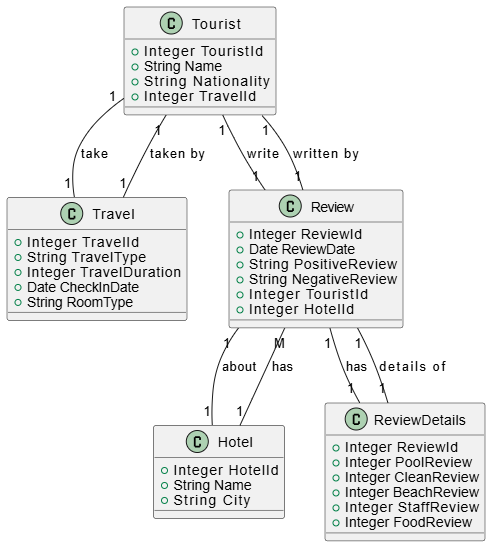 C Tourist
Integer TouristId
String Name
String Nationality
Integer TravelId
1 1 1 1
take taken by write written by
1 1 1 1
C Travel
Integer TravelId
String TravelType
Integer TravelDuration
Date CheckInDate
String RoomType
C Review
Integer ReviewId
Date ReviewDate
String PositiveReview
String NegativeReview
Integer TouristId
Integer HotelId
1 M 1 1
about has has details of
1 1 1 1
C Hotel
Integer HotelId
String Name
String City
C ReviewDetails
Integer ReviewId
Integer PoolReview
Integer CleanReview
Integer BeachReview
Integer StaffReview
Integer FoodReview